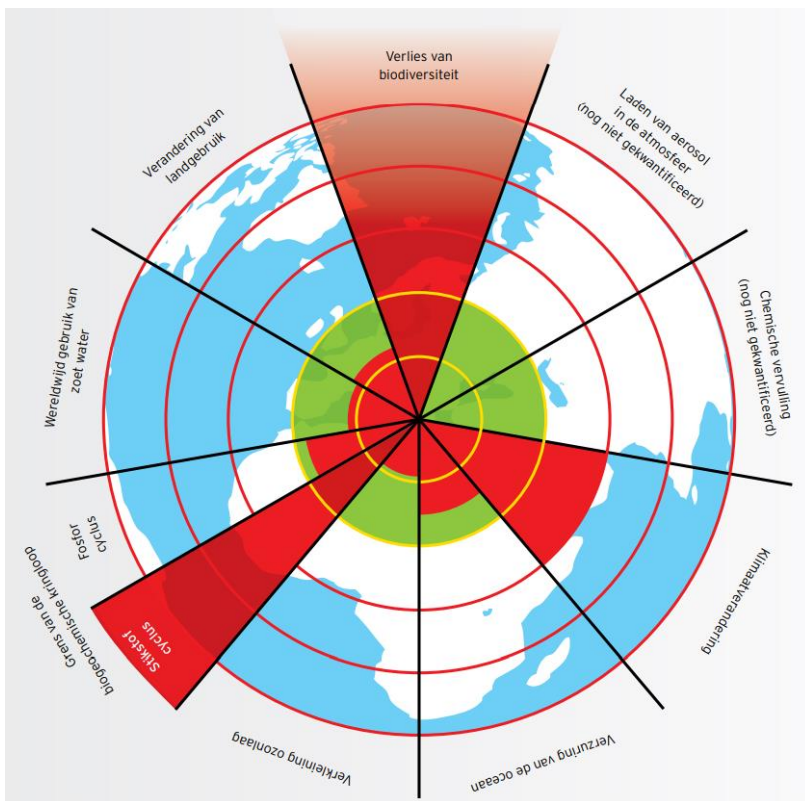 Verlies van
biodiversiteit
Laden van aerosol
in de atmosfeer
(nog niet gekwantificeerd)
Chemische vervulling
(nog niet gekwantificeerd)
Klimaatverandering
Verzuring van de oceaan
Verkleining ozonlaag
Grens van de
biogeochemische kringloop
Stikstof
cyclus
Fosfor
cyclus
Wereldwijd gebruik van
zoet water
Verandering van
landgebruik